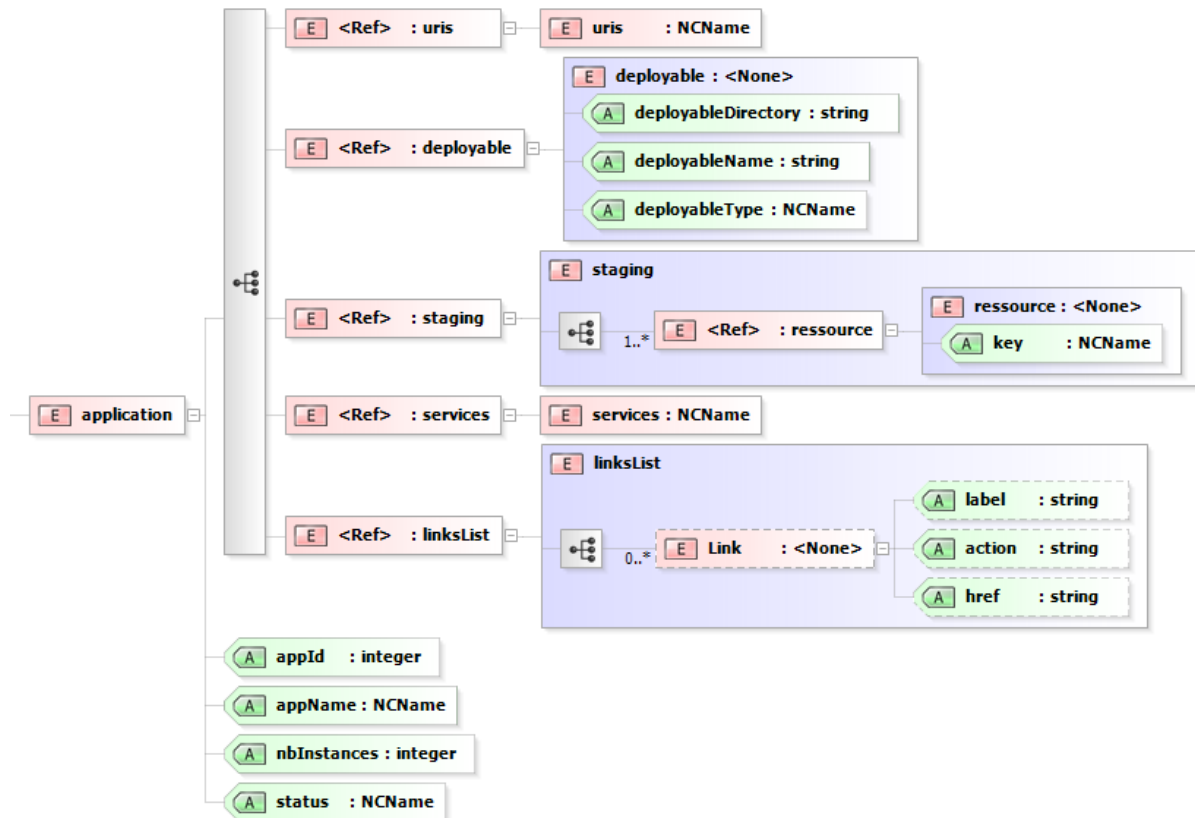 E <Ref> : uris
E uris : NCName
E deployable : <None>
A deployableDirectory : string
E <Ref> : deployable
A deployableName : string
A deployableType : NCName
E staging
E <Ref> : staging
1..* E <Ref> : ressource
E ressource : <None>
A key : NCName
E application
E <Ref> : services
E services : NCName
E linksList
E <Ref> : linksList
0..* E Link : <None>
A label : string
A action : string
A href : string
A appId : integer
A appName : NCName
A nbInstances : integer
A status : NCName